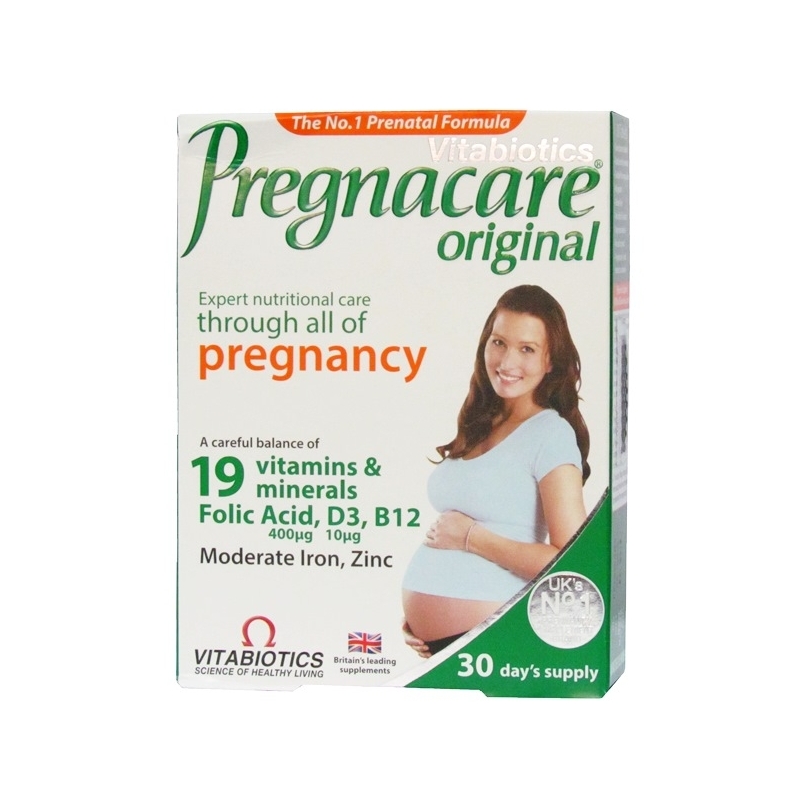 The No.1 Prenatal Formula
Vitabiotics
Pregnacare®
original
Expert nutritional care
through all of
pregnancy
A careful balance of
19 vitamins &
minerals
Folic Acid, D3, B12
400µg 10µg
Moderate Iron, Zinc
UK's
No1
VITABIOTICS
SCIENCE OF HEALTHY LIVING
Britain's leading
supplements
30 day's supply